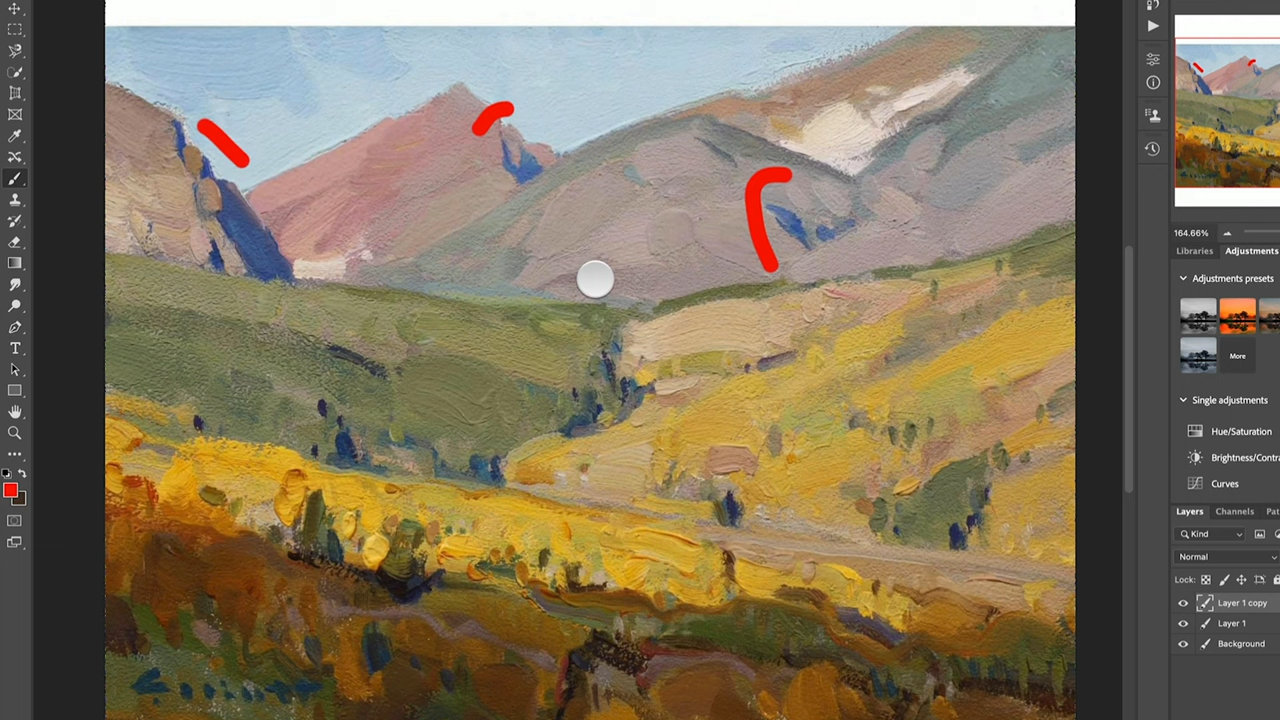 164.66%
Libraries Adjustments
Adjustments presets
More
Single adjustments
Hue/Saturation
Brightness/Contra
Curves
Layers Channels Pat
Kind
Normal
Lock:
Layer 1 copy
Layer 1
Background